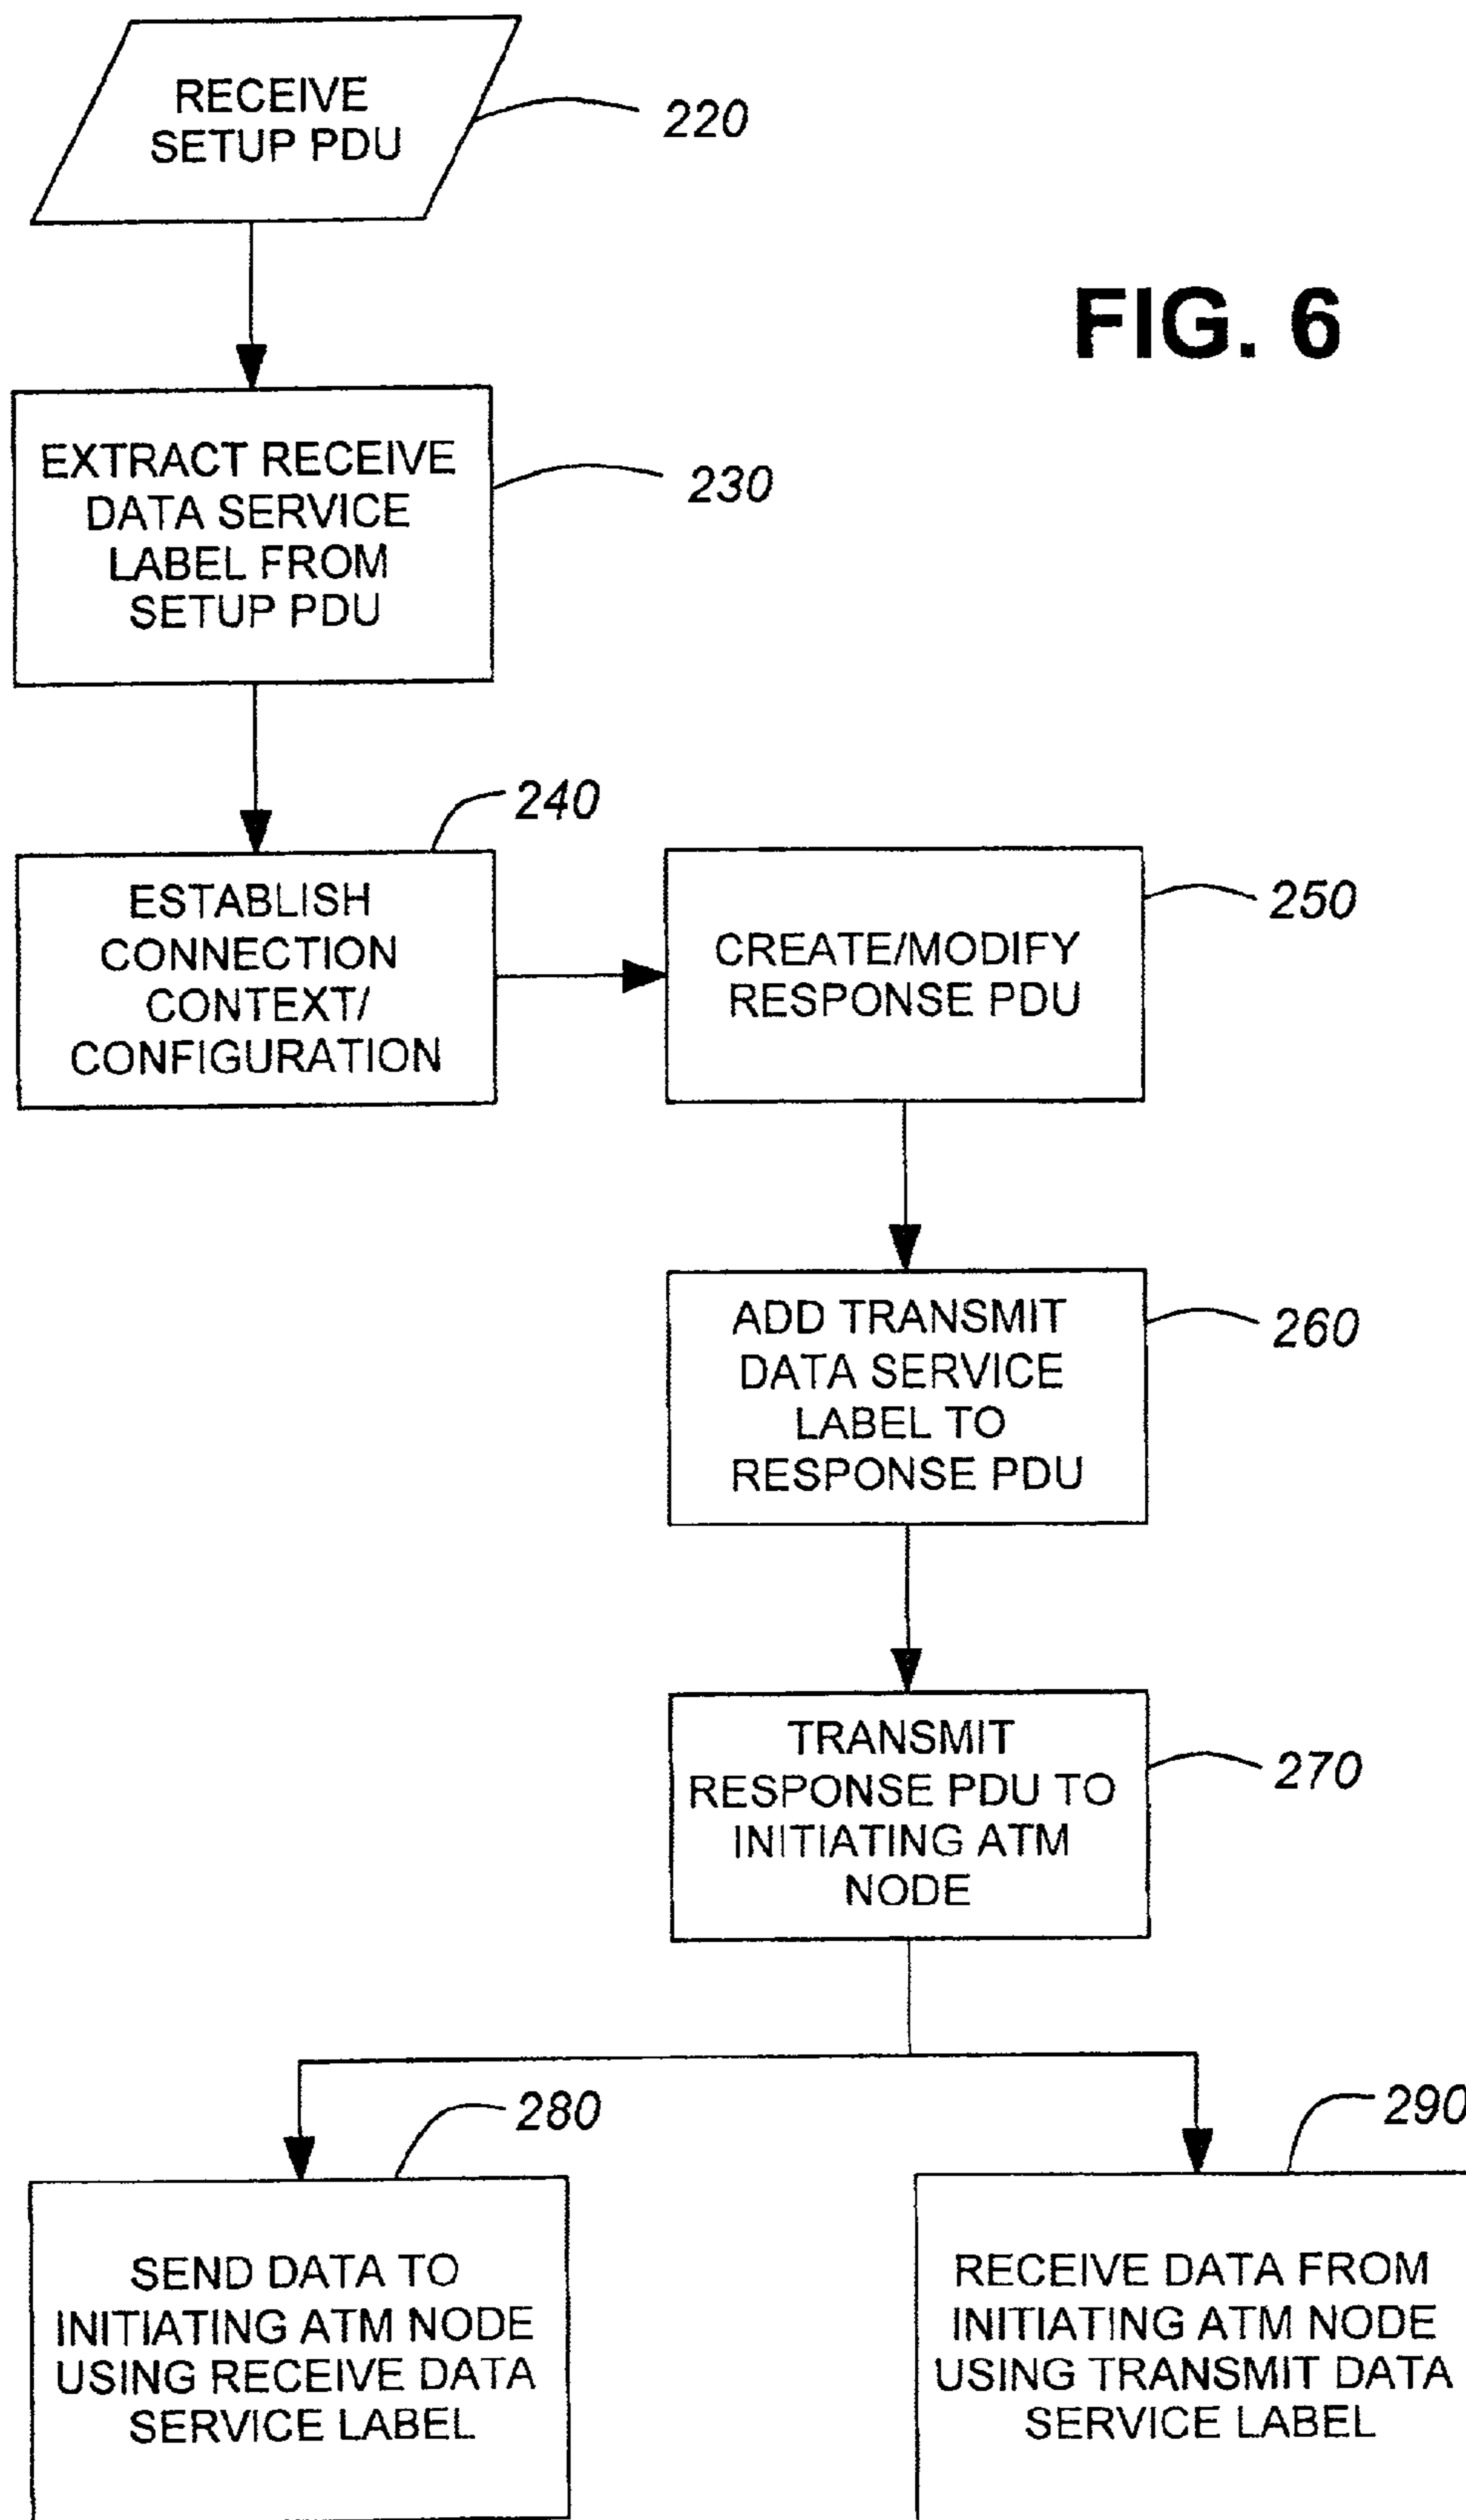 RECEIVE
SETUP PDU
220
FIG. 6
EXTRACT RECEIVE
DATA SERVICE
LABEL FROM
SETUP PDU
230
240
ESTABLISH
CONNECTION
CONTEXT/
CONFIGURATION
250
CREATE/MODIFY
RESPONSE PDU
ADD TRANSMIT
DATA SERVICE
LABEL TO
RESPONSE PDU
260
TRANSMIT
RESPONSE PDU TO
INITIATING ATM
NODE
270
280
SEND DATA TO
INITIATING ATM NODE
USING RECEIVE DATA
SERVICE LABEL
290
RECEIVE DATA FROM
INITIATING ATM NODE
USING TRANSMIT DATA
SERVICE LABEL